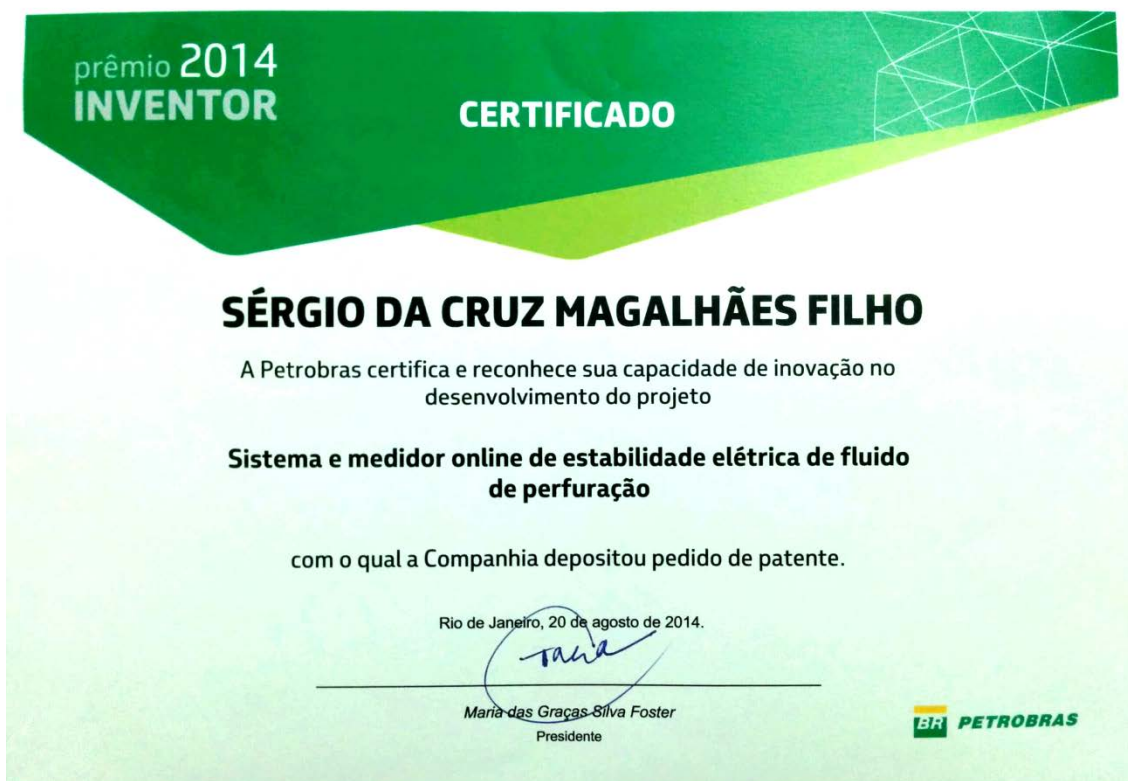 prêmio 2014
INVENTOR
CERTIFICADO
SÉRGIO DA CRUZ MAGALHÃES FILHO
A Petrobras certifica e reconhece sua capacidade de inovação no
desenvolvimento do projeto
Sistema e medidor online de estabilidade elétrica de fluido
de perfuração
com o qual a Companhia depositou pedido de patente.
Rio de Janeiro, 20 de agosto de 2014.
Maria das Graças Silva Foster
Presidente
BR PETROBRAS